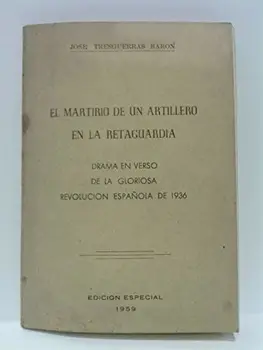 JOSE TRINGUERRAS BARON
EL MARTIRIO DE UN ARTILLERO
EN LA RETAGUARDIA
DRAMA EN VERSO
DE LA GLORIOSA
REVOLUCION ESPAÑOLA DE 1936
EDICION ESPECIAL
1959